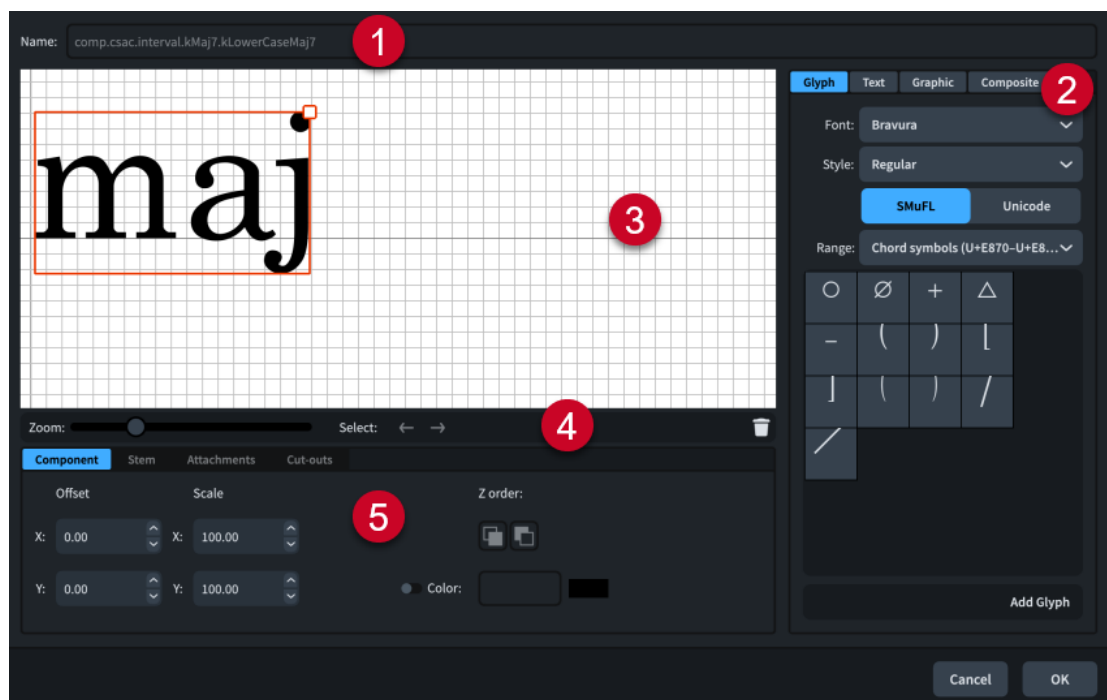 Name: comp.csac.interval.kMaj7.kLowerCaseMaj7
1
maj
3
Glyph Text Graphic Composite
2
Font: Bravura
Style: Regular
SMuFL Unicode
Range: Chord symbols (U+E870–U+E8...
Zoom: Select: ← →
4
Component Stem Attachments Cut-outs
Offset Scale Z order:
5
X: 0.00 X: 100.00
Y: 0.00 Y: 100.00 Color:
Add Glyph
Cancel OK